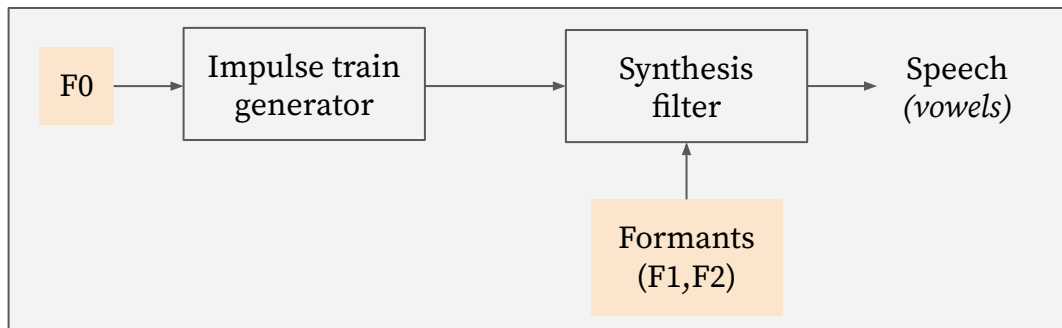 F0
Impulse train
generator
Synthesis
filter
Speech
(vowels)
Formants
(F1,F2)